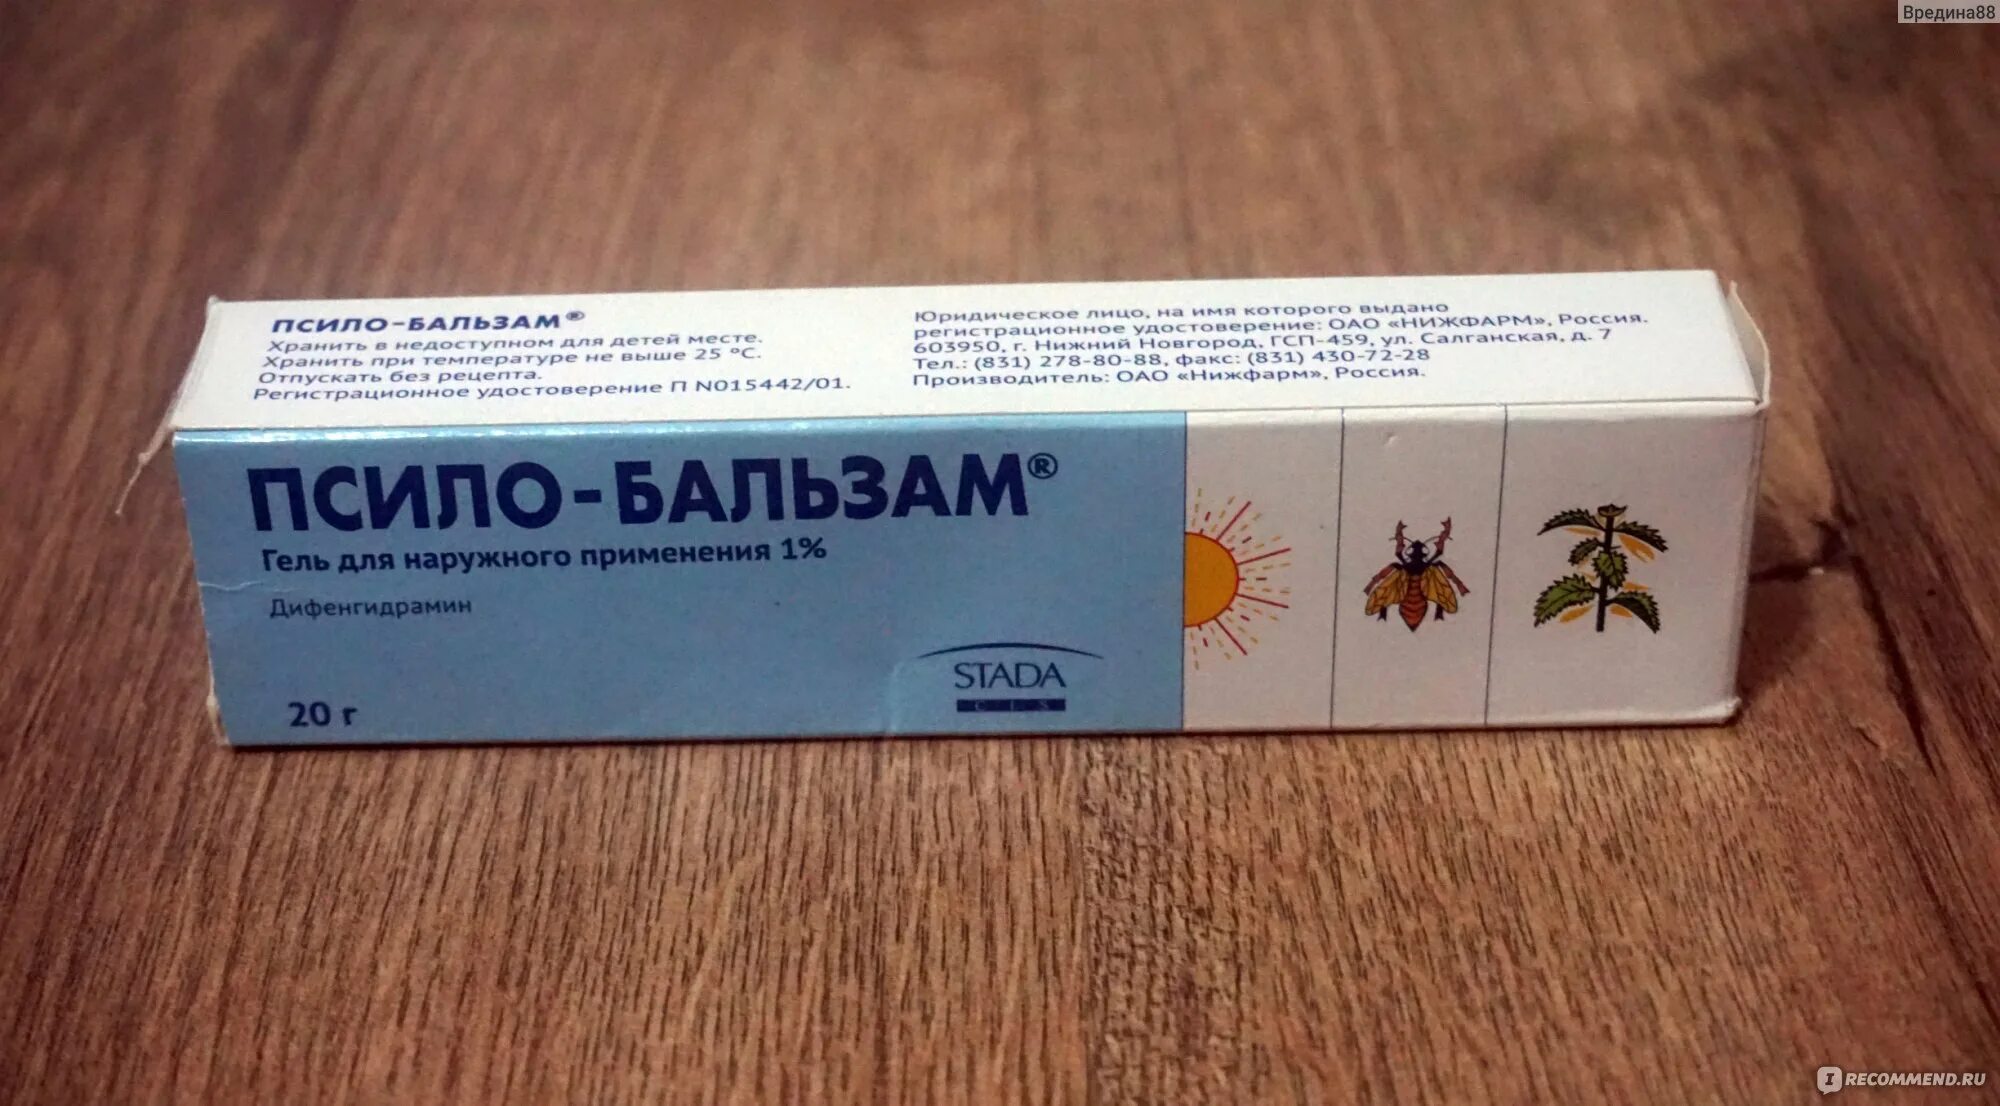 Вредина88
ПСИЛО-БАЛЬЗАМ®
Хранить в недоступном для детей месте.
Хранить при температуре не выше 25 °С.
Отпускать без рецепта.
Регистрационное удостоверение П N015442/01.
Юридическое лицо, на имя которого выдано
регистрационное удостоверение: ОАО «НИЖФАРМ», Россия.
603950, г. Нижний Новгород, ГСП-459, ул. Салганская, д. 7
Тел.: (831) 278-80-88, факс: (831) 430-72-28
Производитель: ОАО «Нижфарм», Россия.
ПСИЛО-БАЛЬЗАМ®
Гель для наружного применения 1%
Дифенгидрамин
20 г
STADA
CIS
I RECOMMEND.RU